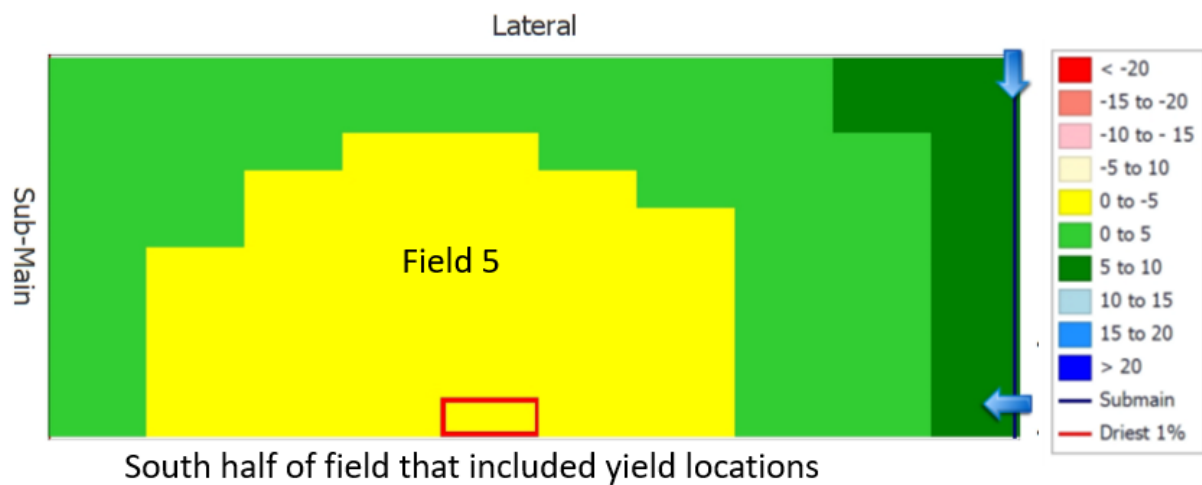 Lateral
Sub-Main
Field 5
South half of field that included yield locations
< -20
-15 to -20
-10 to - 15
-5 to 10
0 to -5
0 to 5
5 to 10
10 to 15
15 to 20
> 20
Submain
Driest 1%